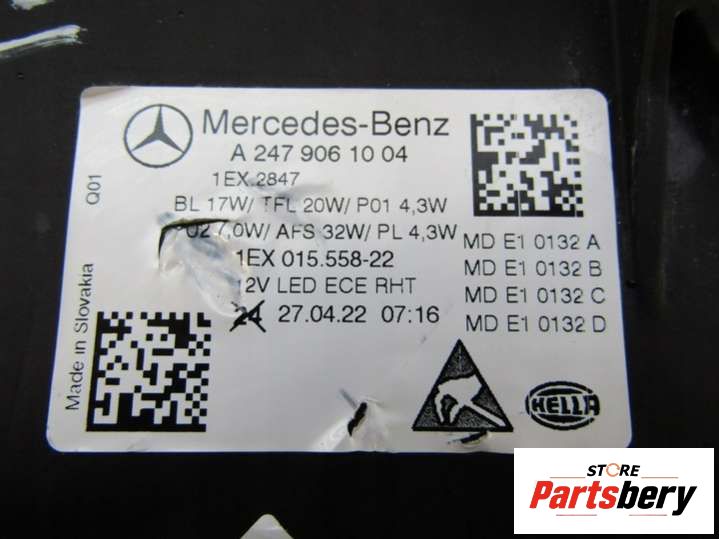 Mercedes-Benz
A 247 906 10 04
1EX.2847
BL 17W/ TFL 20W/ P01 4,3W
7,0W/ AFS 32W/ PL 4,3W
1EX 015.558-22
12V LED ECE RHT
24 27.04.22 07:16
MD E1 0132 A
MD E1 0132 B
MD E1 0132 C
MD E1 0132 D
Q01
Made in Slovakia
HELLA
STORE
Partsbery